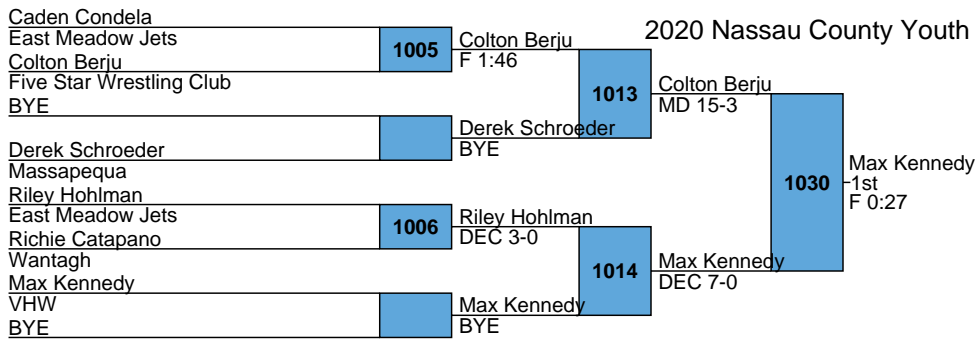 2020 Nassau County Youth
Caden Condela
East Meadow Jets
Colton Berju
Five Star Wrestling Club
BYE
Derek Schroeder
Massapequa
Riley Hohlman
East Meadow Jets
Richie Catapano
Wantagh
Max Kennedy
VHW
BYE
1005
1006
Colton Berju
F 1:46
Derek Schroeder
BYE
Riley Hohlman
DEC 3-0
Max Kennedy
BYE
1013
1014
Colton Berju
MD 15-3
Max Kennedy
DEC 7-0
1030
Max Kennedy
1st
F 0:27